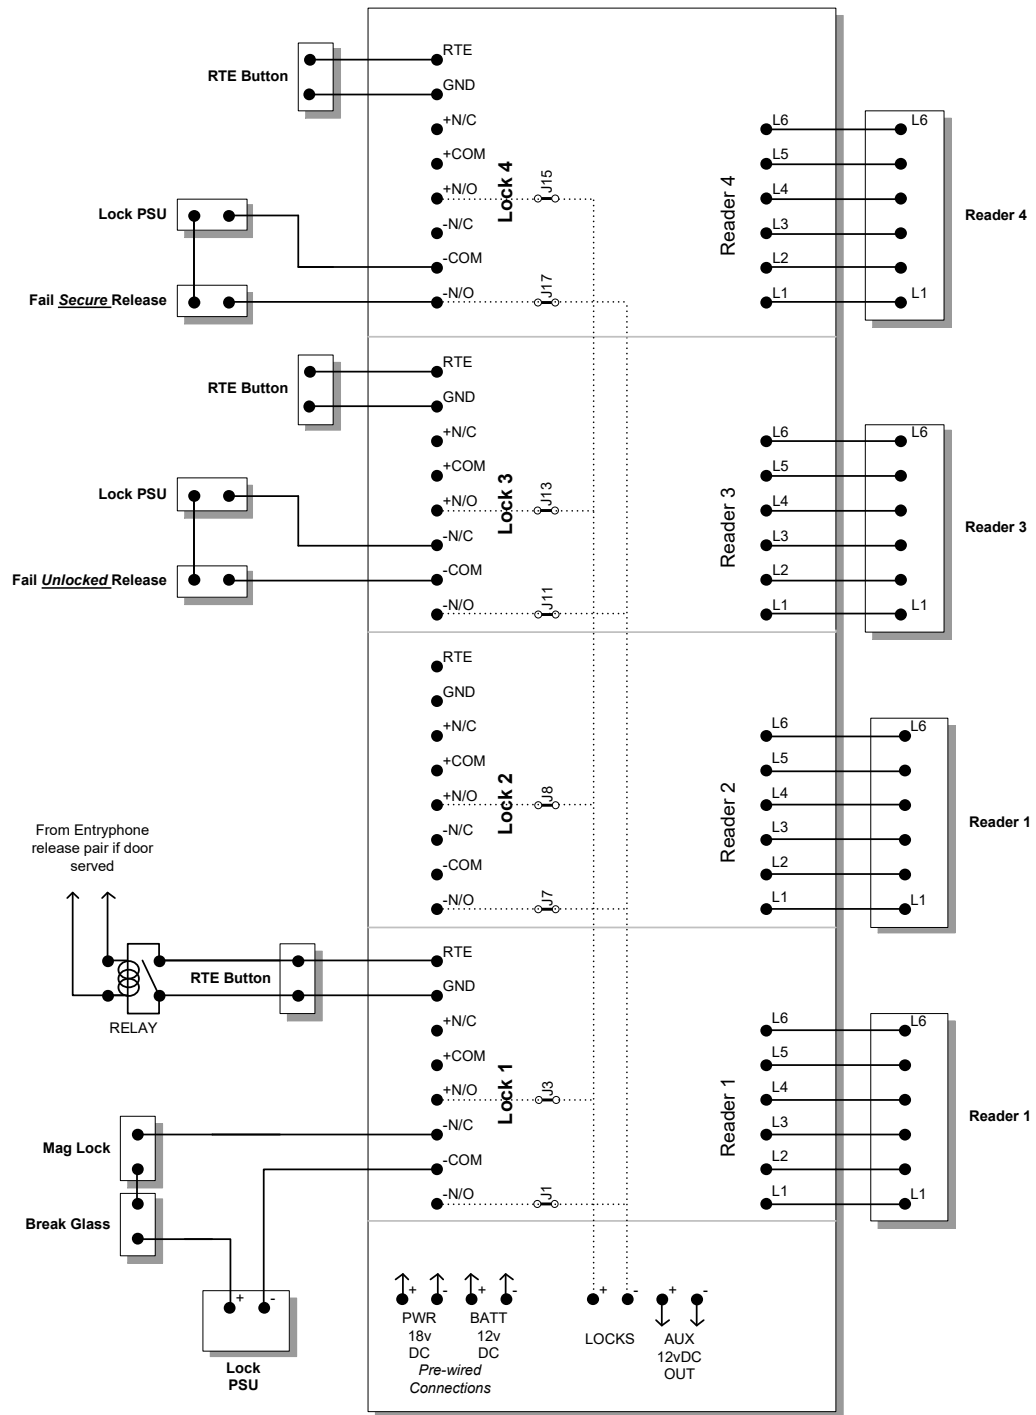 RTE Button
RTE
GND
+N/C
+COM
+N/O
-N/C
-COM
-N/O
Lock 4
J15
J17
Lock PSU
Fail Secure Release
Reader 4
L6
L5
L4
L3
L2
L1
L6
L1
Reader 4
RTE Button
RTE
GND
+N/C
+COM
+N/O
-N/C
-COM
-N/O
Lock 3
J13
J11
Lock PSU
Fail Unlocked Release
Reader 3
L6
L5
L4
L3
L2
L1
L6
L1
Reader 3
RTE
GND
+N/C
+COM
+N/O
-N/C
-COM
-N/O
Lock 2
J8
J7
Reader 2
L6
L5
L4
L3
L2
L1
L6
L1
Reader 1
From Entryphone
release pair if door
served
RELAY
RTE Button
RTE
GND
+N/C
+COM
+N/O
-N/C
-COM
-N/O
Lock 1
J3
J1
Mag Lock
Break Glass
+ -
Lock
PSU
Reader 1
L6
L5
L4
L3
L2
L1
L6
L1
Reader 1
+ -
PWR
18v
DC
+ -
BATT
12v
DC
Pre-wired
Connections
+ -
LOCKS
+ -
AUX
12vDC
OUT